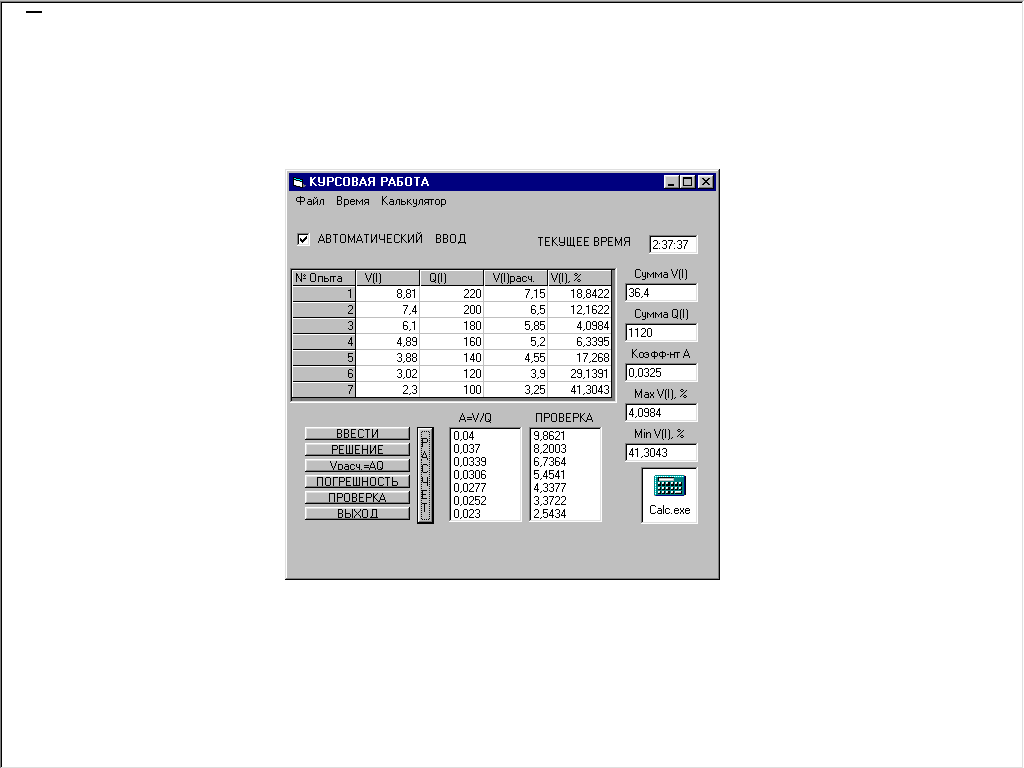 КУРСОВАЯ РАБОТА
Файл Время Калькулятор
АВТОМАТИЧЕСКИЙ ВВОД
ТЕКУЩЕЕ ВРЕМЯ 2:37:37
№ Опыта V(I) Q(I) V(I)расч. V(I), %
1 8,81 220 7,15 18,8422
2 7,4 200 6,5 12,1622
3 6,1 180 5,85 4,0984
4 4,89 160 5,2 6,3395
5 3,88 140 4,55 17,268
6 3,02 120 3,9 29,1391
7 2,3 100 3,25 41,3043
Сумма V(I)
36,4
Сумма Q(I)
1120
Коэфф-нт A
0,0325
Max V(I), %
4,0984
Min V(I), %
41,3043
Calc.exe
ВВЕСТИ
РЕШЕНИЕ
Vрасч.=AQ
ПОГРЕШНОСТЬ
ПРОВЕРКА
ВЫХОД
РАСЧЕТ
A=V/Q
0,04
0,037
0,0339
0,0306
0,0277
0,0252
0,023
ПРОВЕРКА
9,8621
8,2003
6,7364
5,4541
4,3377
3,3722
2,5434